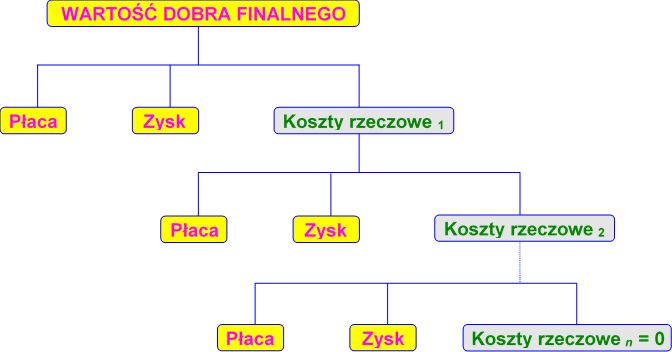 WARTOŚĆ DOBRA FINALNEGO
Płaca Zysk Koszty rzeczowe 1
Płaca Zysk Koszty rzeczowe 2
Płaca Zysk Koszty rzeczowe n = 0